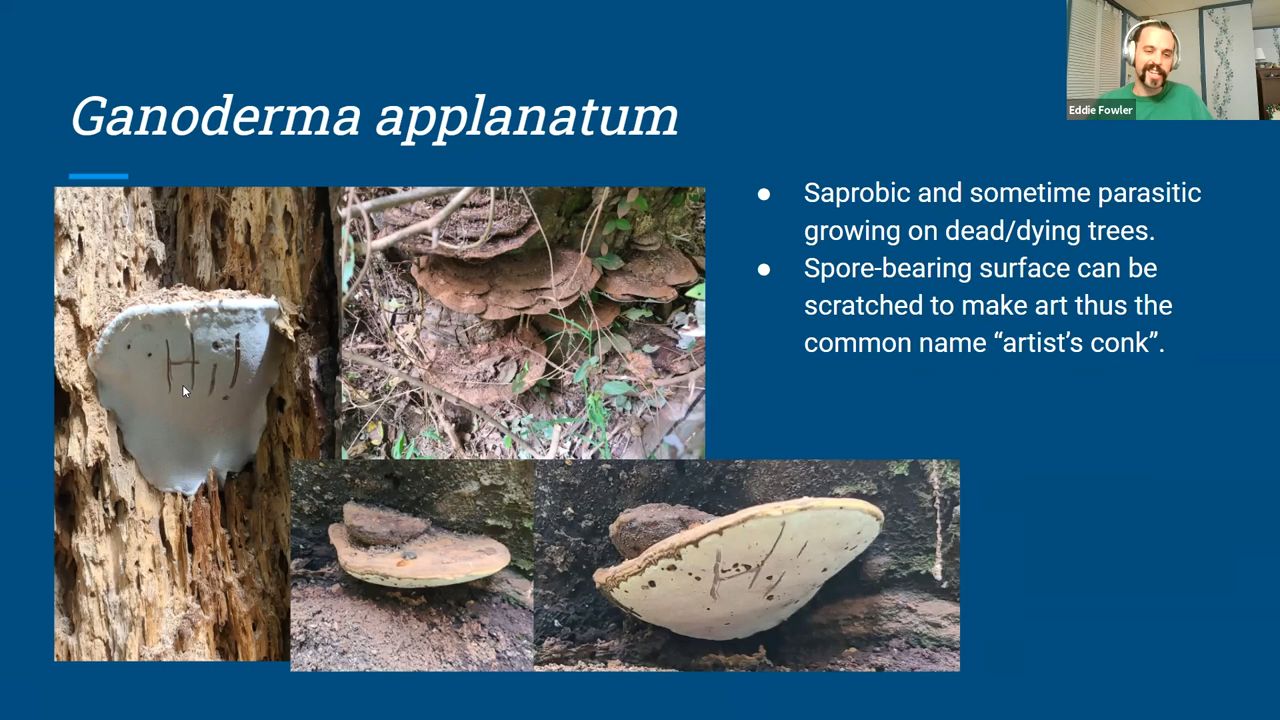 Eddie Fowler
Ganoderma applanatum
● Saprobic and sometime parasitic
growing on dead/dying trees.
● Spore-bearing surface can be
scratched to make art thus the
common name “artist’s conk”.
Hi!
Hi